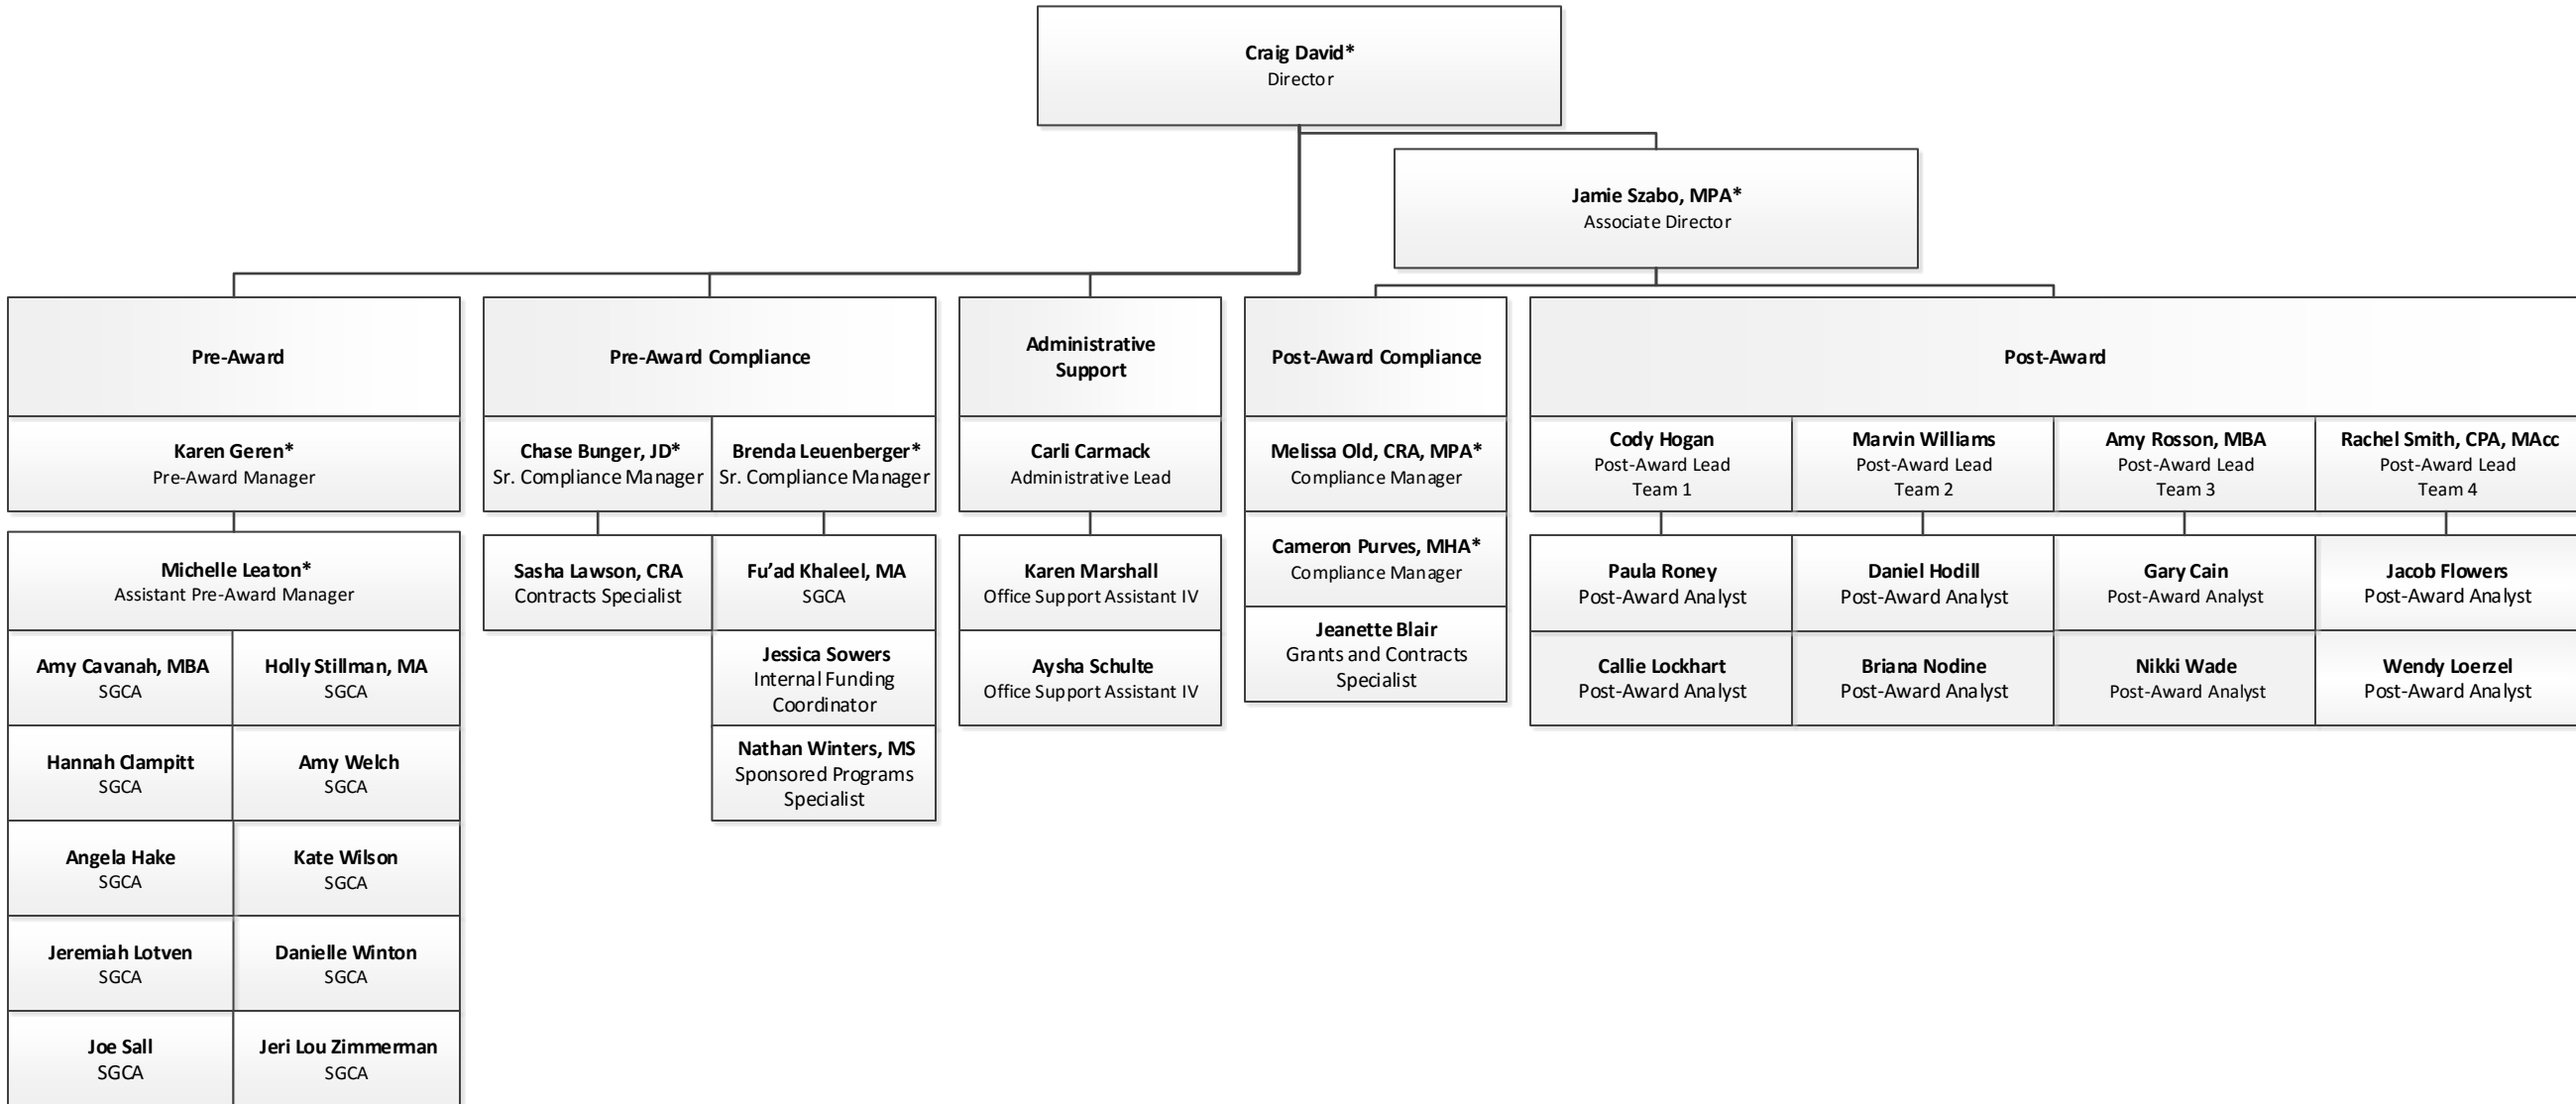 Craig David*
Director
Jamie Szabo, MPA*
Associate Director
Pre-Award
Karen Geren*
Pre-Award Manager
Michelle Leaton*
Assistant Pre-Award Manager
Amy Cavanah, MBA
SGCA
Holly Stillman, MA
SGCA
Hannah Clampitt
SGCA
Amy Welch
SGCA
Angela Hake
SGCA
Kate Wilson
SGCA
Jeremiah Lotven
SGCA
Danielle Winton
SGCA
Joe Sall
SGCA
Jeri Lou Zimmerman
SGCA
Pre-Award Compliance
Chase Bunger, JD*
Sr. Compliance Manager
Brenda Leuenberger*
Sr. Compliance Manager
Sasha Lawson, CRA
Contracts Specialist
Fu’ad Khaleel, MA
SGCA
Jessica Sowers
Internal Funding
Coordinator
Nathan Winters, MS
Sponsored Programs
Specialist
Administrative
Support
Carli Carmack
Administrative Lead
Karen Marshall
Office Support Assistant IV
Aysha Schulte
Office Support Assistant IV
Post-Award Compliance
Melissa Old, CRA, MPA*
Compliance Manager
Cameron Purves, MHA*
Compliance Manager
Jeanette Blair
Grants and Contracts
Specialist
Post-Award
Cody Hogan
Post-Award Lead
Team 1
Marvin Williams
Post-Award Lead
Team 2
Amy Rosson, MBA
Post-Award Lead
Team 3
Rachel Smith, CPA, MAcc
Post-Award Lead
Team 4
Paula Roney
Post-Award Analyst
Daniel Hodill
Post-Award Analyst
Gary Cain
Post-Award Analyst
Jacob Flowers
Post-Award Analyst
Callie Lockhart
Post-Award Analyst
Briana Nodine
Post-Award Analyst
Nikki Wade
Post-Award Analyst
Wendy Loerzel
Post-Award Analyst